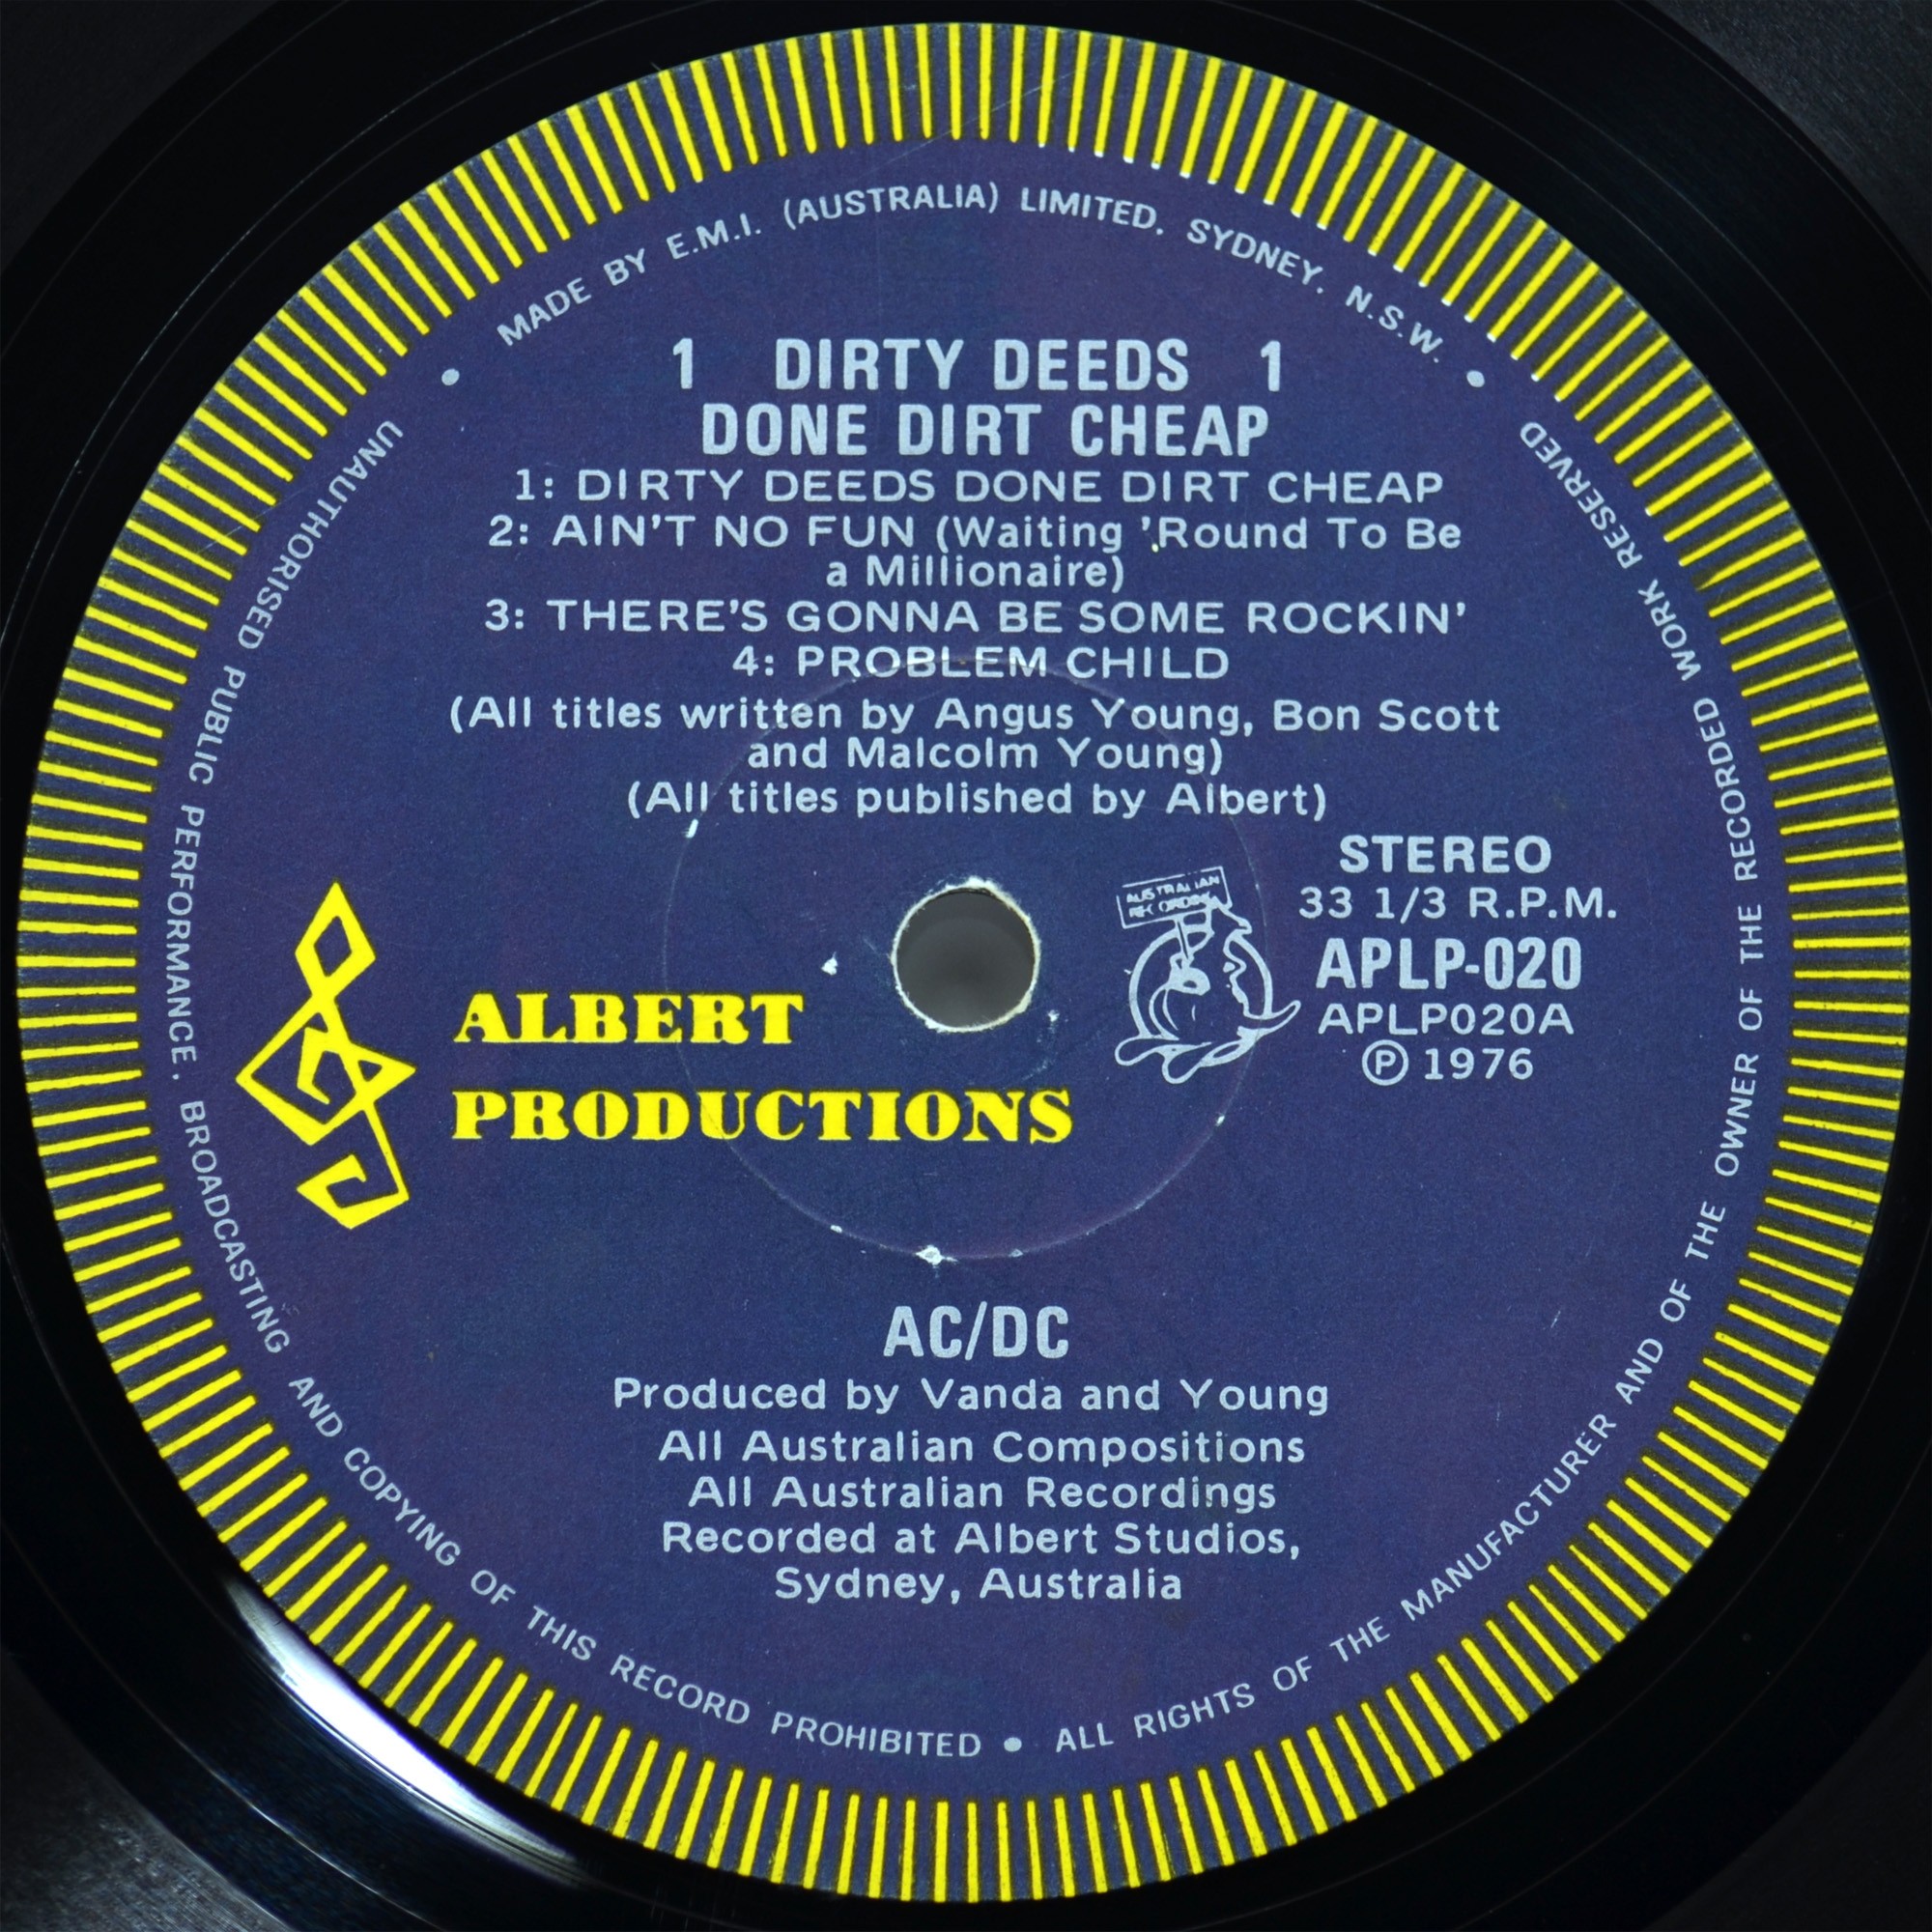 MADE BY E.M.I. (AUSTRALIA) LIMITED. SYDNEY. N.S.W.
1 DIRTY DEEDS 1
DONE DIRT CHEAP
1: DIRTY DEEDS DONE DIRT CHEAP
2: AIN'T NO FUN (Waiting 'Round To Be
a Millionaire)
3: THERE'S GONNA BE SOME ROCKIN'
4: PROBLEM CHILD
(All titles written by Angus Young, Bon Scott
and Malcolm Young)
(All titles published by Albert)
AUSTRALIAN
RECORDING
STEREO
33 1/3 R.P.M.
APLP-020
APLP020A
Ⓟ 1976
ALBERT
PRODUCTIONS
AC/DC
Produced by Vanda and Young
All Australian Compositions
All Australian Recordings
Recorded at Albert Studios,
Sydney, Australia
UNAUTHORISED PUBLIC PERFORMANCE. BROADCASTING AND COPYING OF THIS RECORD PROHIBITED • ALL RIGHTS OF THE MANUFACTURER AND OF THE OWNER OF THE RECORDED WORK RESERVED